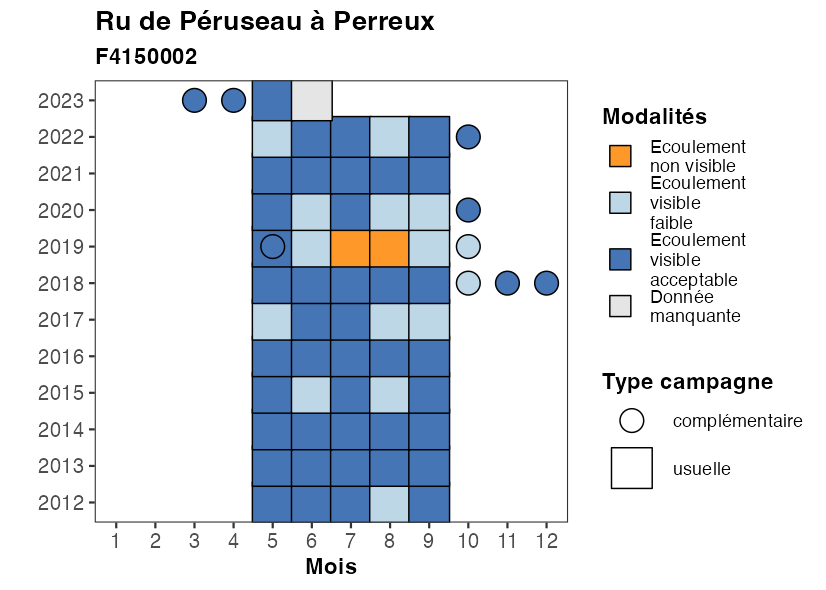 Ru de Péruseau à Perreux
F4150002
2023
2022
2021
2020
2019
2018
2017
2016
2015
2014
2013
2012
1 2 3 4 5 6 7 8 9 10 11 12
Mois
Modalités
Ecoulement
non visible
Ecoulement
visible
faible
Ecoulement
visible
acceptable
Donnée
manquante
Type campagne
complémentaire
usuelle